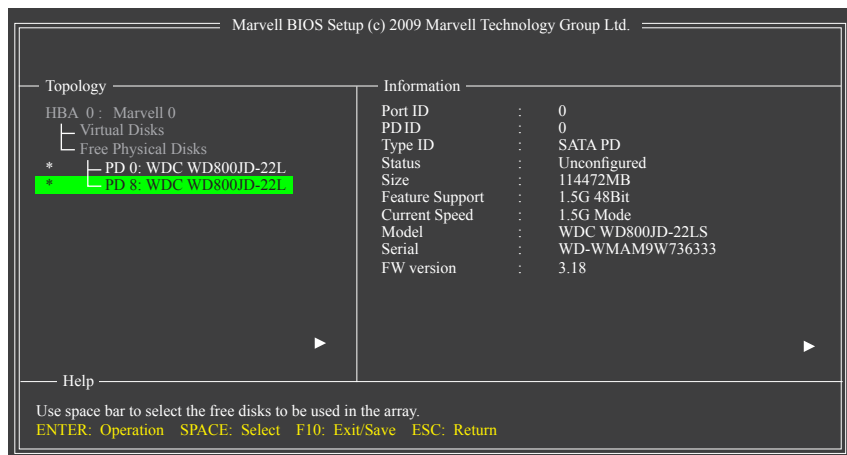 Marvell BIOS Setup (c) 2009 Marvell Technology Group Ltd.
Topology
HBA 0 : Marvell 0
Virtual Disks
Free Physical Disks
* PD 0: WDC WD800JD-22L
* PD 8: WDC WD800JD-22L
Information
Port ID : 0
PD ID : 0
Type ID : SATA PD
Status : Unconfigured
Size : 114472MB
Feature Support : 1.5G 48Bit
Current Speed : 1.5G Mode
Model : WDC WD800JD-22LS
Serial : WD-WMAM9W736333
FW version : 3.18
Help
Use space bar to select the free disks to be used in the array.
ENTER: Operation SPACE: Select F10: Exit/Save ESC: Return